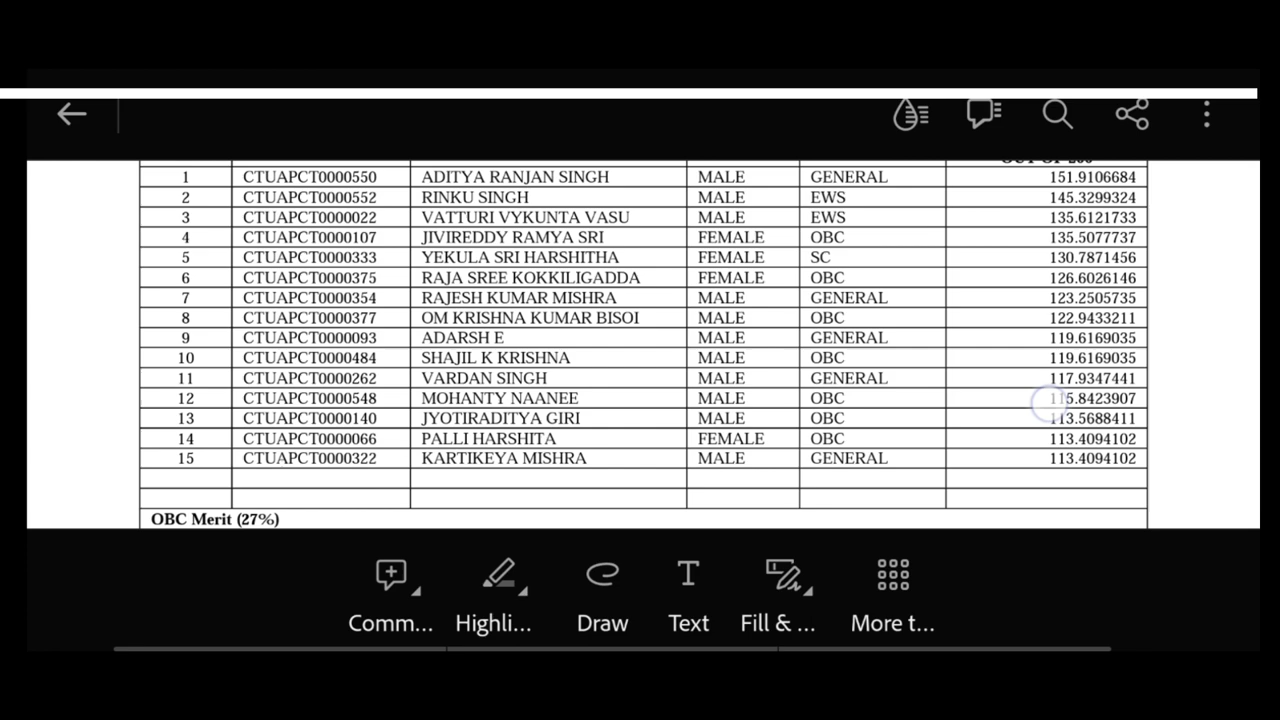 OUT OF 200
1 CTUAPCT0000550 ADITYA RANJAN SINGH MALE GENERAL 151.9106684
2 CTUAPCT0000552 RINKU SINGH MALE EWS 145.3299324
3 CTUAPCT0000022 VATTURI VYKUNTA VASU MALE EWS 135.6121733
4 CTUAPCT0000107 JIVIREDDY RAMYA SRI FEMALE OBC 135.5077737
5 CTUAPCT0000333 YEKULA SRI HARSHITHA FEMALE SC 130.7871456
6 CTUAPCT0000375 RAJA SREE KOKKILIGADDA FEMALE OBC 126.6026146
7 CTUAPCT0000354 RAJESH KUMAR MISHRA MALE GENERAL 123.2505735
8 CTUAPCT0000377 OM KRISHNA KUMAR BISOI MALE OBC 122.9433211
9 CTUAPCT0000093 ADARSH E MALE GENERAL 119.6169035
10 CTUAPCT0000484 SHAJIL K KRISHNA MALE OBC 119.6169035
11 CTUAPCT0000262 VARDAN SINGH MALE GENERAL 117.9347441
12 CTUAPCT0000548 MOHANTY NAANEE MALE OBC 115.8423907
13 CTUAPCT0000140 JYOTIRADITYA GIRI MALE OBC 113.5688411
14 CTUAPCT0000066 PALLI HARSHITA FEMALE OBC 113.4094102
15 CTUAPCT0000322 KARTIKEYA MISHRA MALE GENERAL 113.4094102
OBC Merit (27%)
Comm... Highli... Draw Text Fill & ... More t...